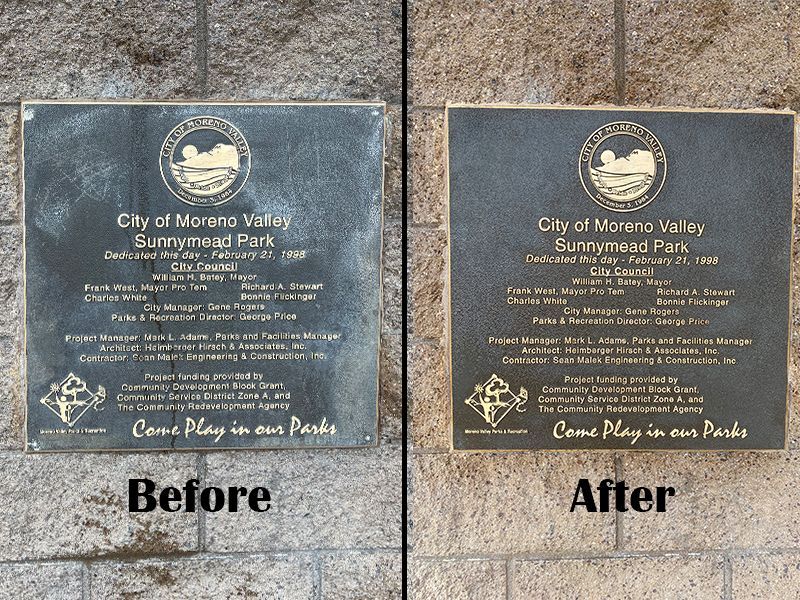 CITY OF MORENO VALLEY
December 3, 1984
City of Moreno Valley
Sunnymead Park
Dedicated this day - February 21, 1998
City Council
William H. Batey, Mayor
Frank West, Mayor Pro Tem Richard A. Stewart
Charles White Bonnie Flickinger
City Manager: Gene Rogers
Parks & Recreation Director: George Price
Project Manager: Mark L. Adams, Parks and Facilities Manager
Architect: Heimberger Hirsch & Associates, Inc.
Contractor: Sean Malek Engineering & Construction, Inc.
Project funding provided by
Community Development Block Grant,
Community Service District Zone A, and
The Community Redevelopment Agency
Moreno Valley Parks & Recreation
Come Play in our Parks
Before
CITY OF MORENO VALLEY
December 3, 1984
City of Moreno Valley
Sunnymead Park
Dedicated this day - February 21, 1998
City Council
William H. Batey, Mayor
Frank West, Mayor Pro Tem Richard A. Stewart
Charles White Bonnie Flickinger
City Manager: Gene Rogers
Parks & Recreation Director: George Price
Project Manager: Mark L. Adams, Parks and Facilities Manager
Architect: Heimberger Hirsch & Associates, Inc.
Contractor: Sean Malek Engineering & Construction, Inc.
Project funding provided by
Community Development Block Grant,
Community Service District Zone A, and
The Community Redevelopment Agency
Moreno Valley Parks & Recreation
Come Play in our Parks
After